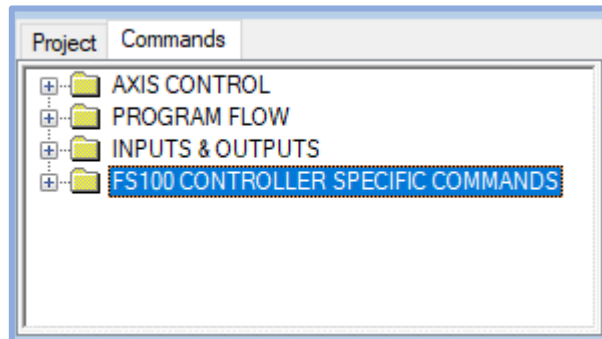 Project Commands
AXIS CONTROL
PROGRAM FLOW
INPUTS & OUTPUTS
FS100 CONTROLLER SPECIFIC COMMANDS